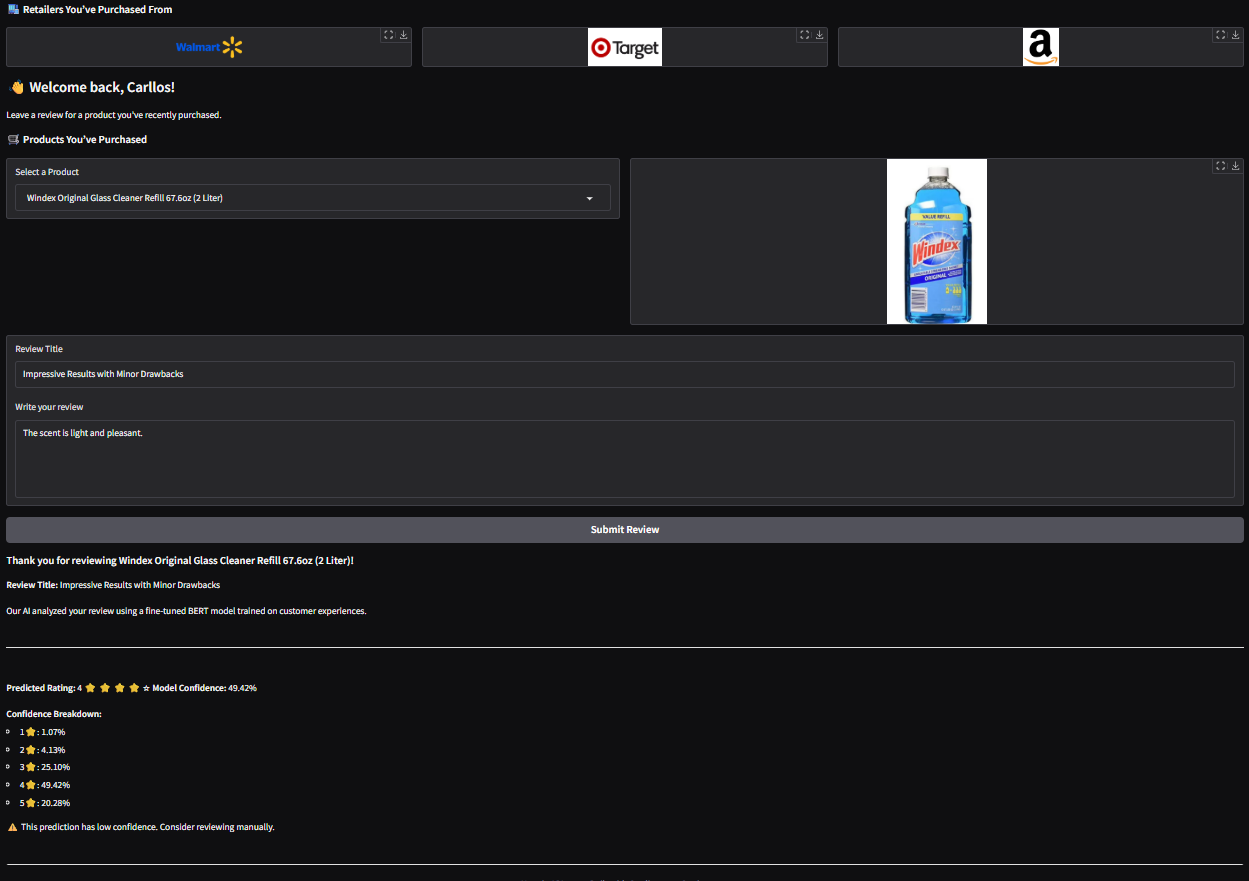 Retailers You've Purchased From
Walmart
Target
a
👋 Welcome back, Carllos!
Leave a review for a product you've recently purchased.
🛒 Products You've Purchased
Select a Product
Windex Original Glass Cleaner Refill 67.6oz (2 Liter)
VALUE REFILL
Windex
ORIGINAL
Review Title
Impressive Results with Minor Drawbacks
Write your review
The scent is light and pleasant.
Submit Review
Thank you for reviewing Windex Original Glass Cleaner Refill 67.6oz (2 Liter)!
Review Title: Impressive Results with Minor Drawbacks
Our AI analyzed your review using a fine-tuned BERT model trained on customer experiences.
Predicted Rating: 4 ⭐ ⭐ ⭐ ⭐ ☆ Model Confidence: 49.42%
Confidence Breakdown:
1⭐: 1.07%
2⭐: 4.13%
3⭐: 25.10%
4⭐: 49.42%
5⭐: 20.28%
⚠️ This prediction has low confidence. Consider reviewing manually.